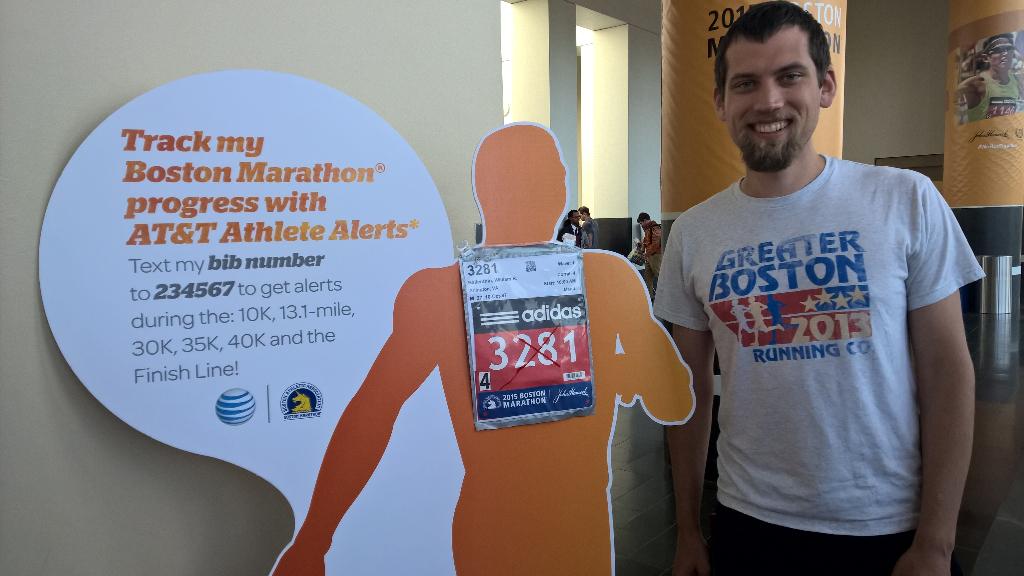 Track my
Boston Marathon®
progress with
AT&T Athlete Alerts*
Text my bib number
to 234567 to get alerts
during the: 10K, 13.1-mile,
30K, 35K, 40K and the
Finish Line!
3281
adidas
3281
4
2015 BOSTON
MARATHON
John Hancock
GREATER
BOSTON
2013
RUNNING CO.